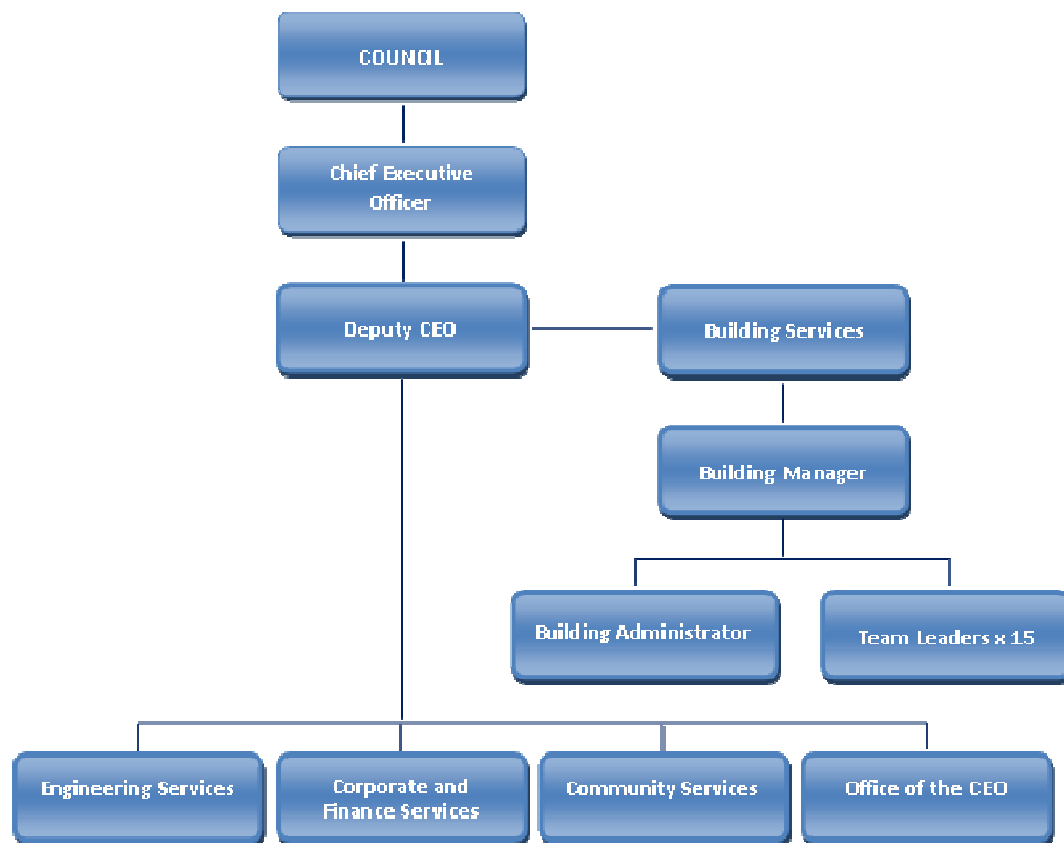 COUNCIL
Chief Executive
Officer
Deputy CEO
Building Services
Building Manager
Building Administrator
Team Leaders x 15
Engineering Services
Corporate and
Finance Services
Community Services
Office of the CEO